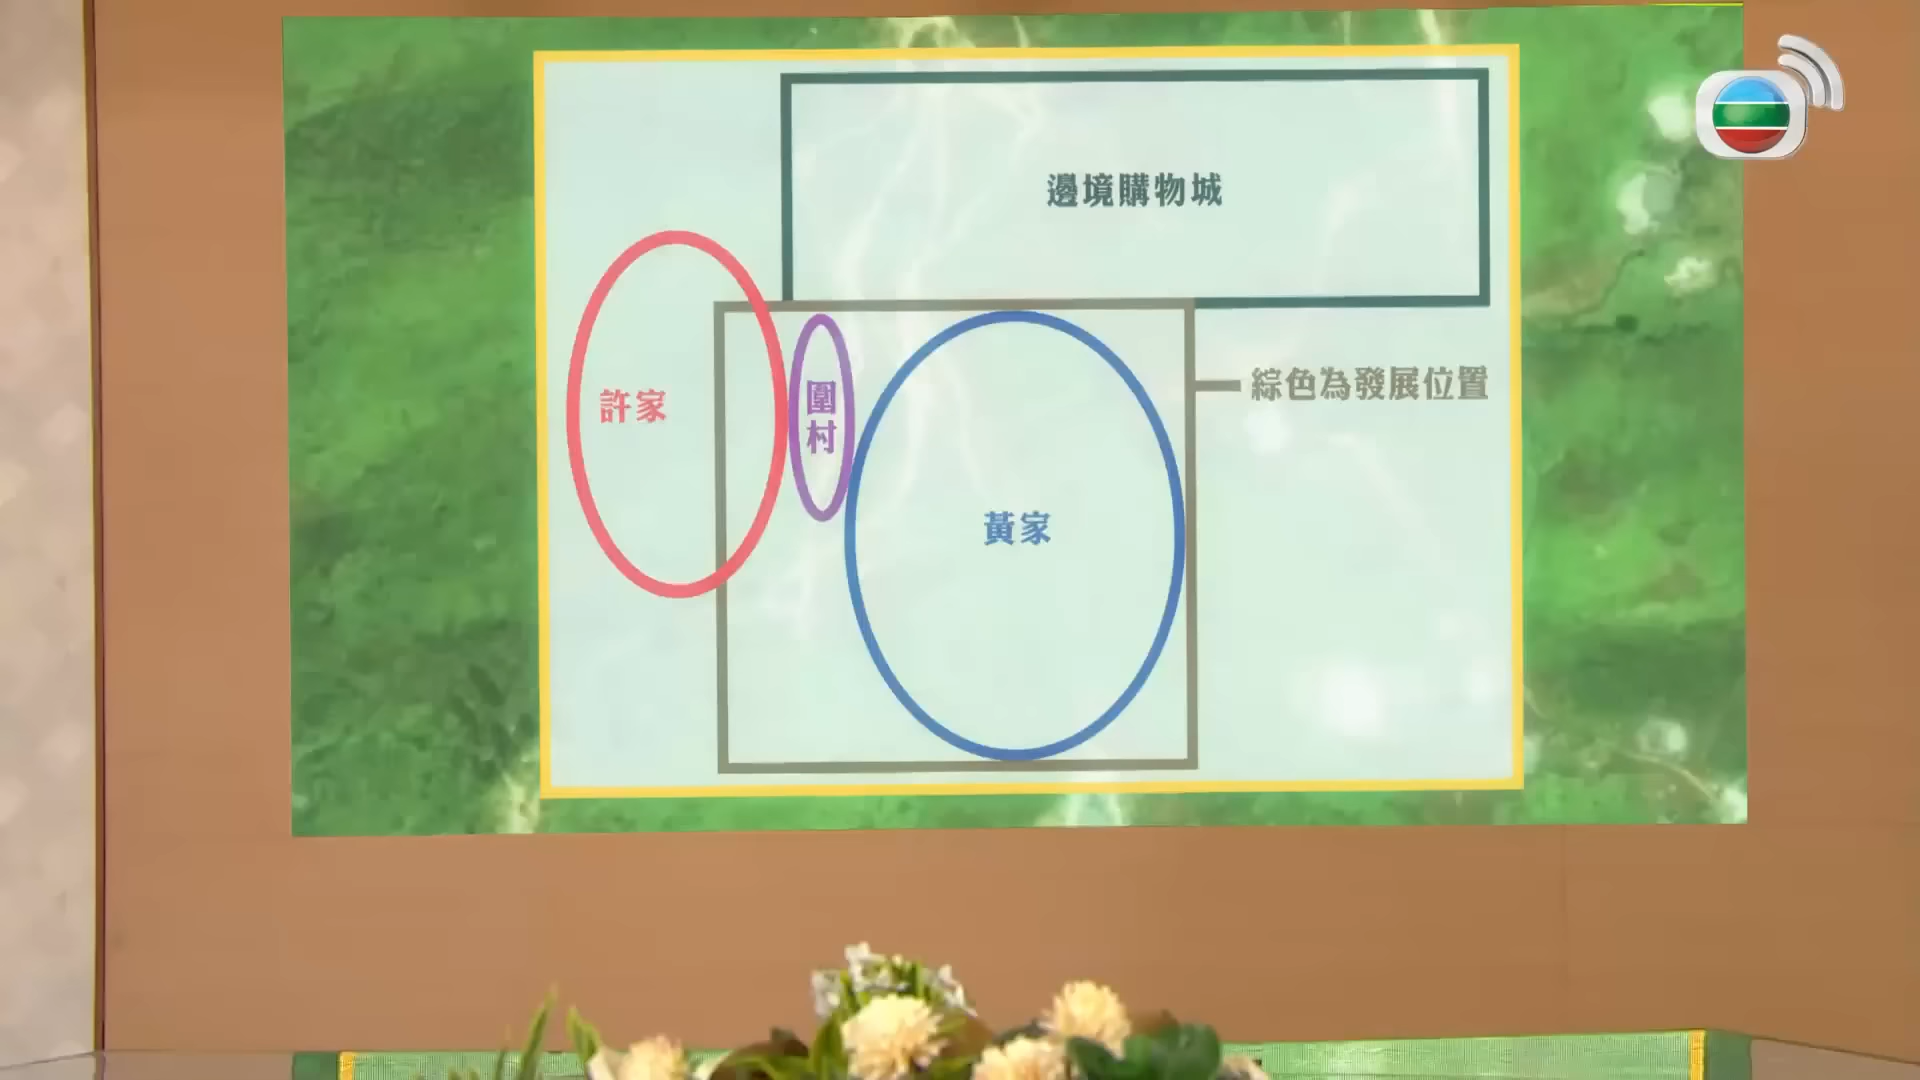 邊境購物城
綜色為發展位置
許家
圍
村
黃家